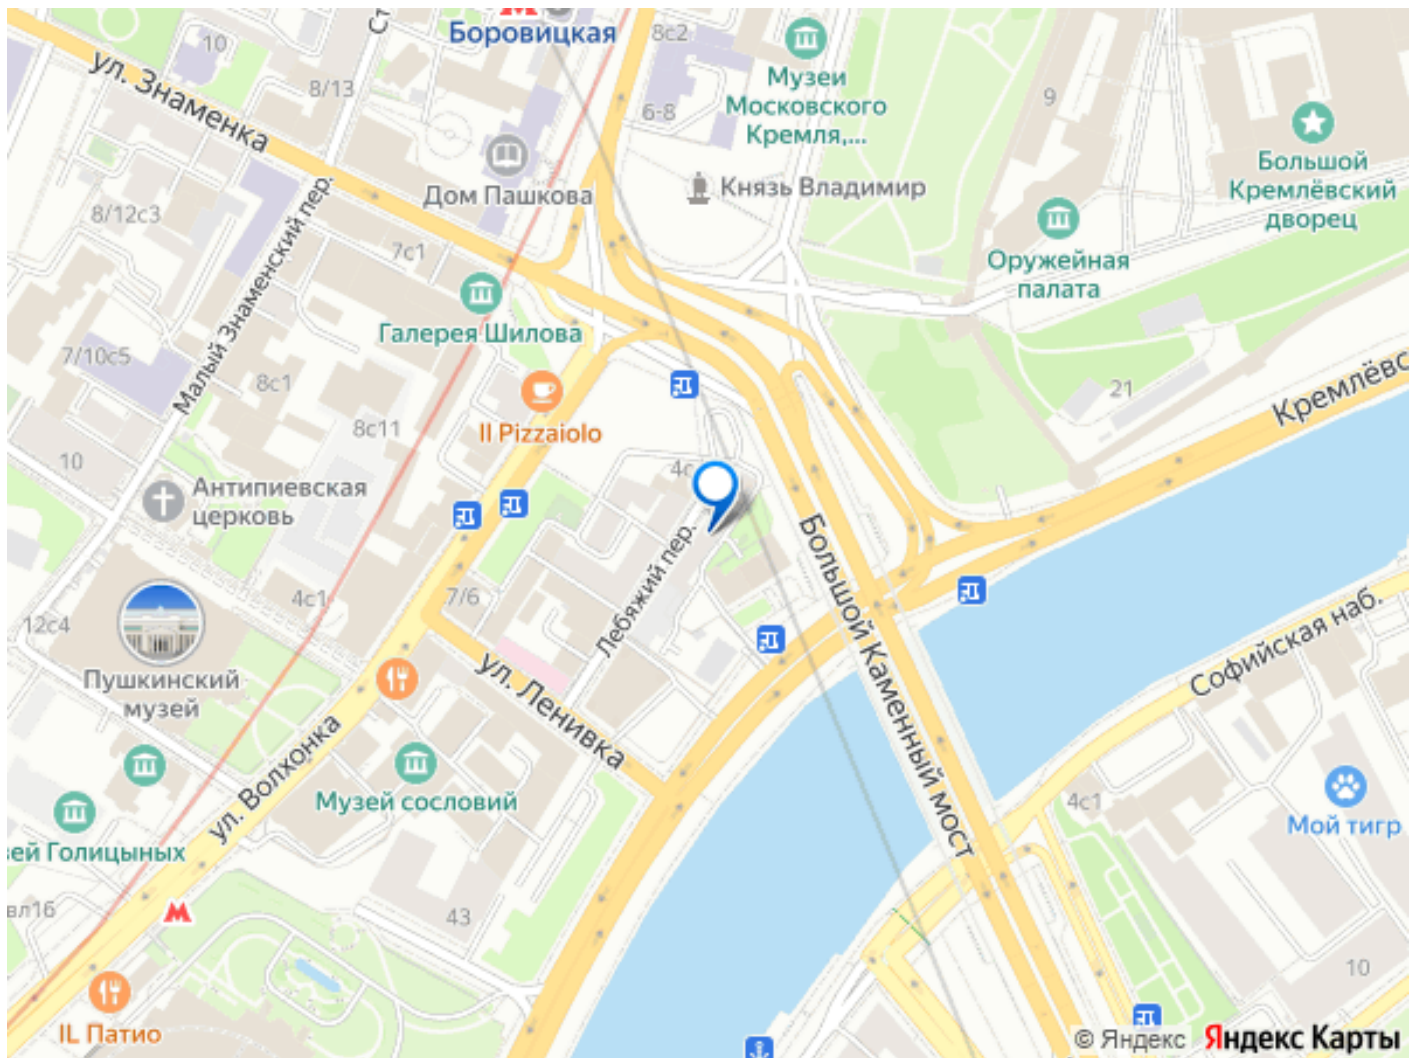 Боровицкая
8с2
10
ул. Знаменка
8/13
6-8
Музеи
Московского
Кремля,...
9
Большой
Кремлёвский
дворец
Дом Пашкова
Князь Владимир
8/12с3
Малый Знаменский пер.
7с1
Оружейная
палата
Галерея Шилова
7/10с5
8с1
21
Кремлёвс
Il Pizzaiolo
8с11
10
4с
Антипиевская
церковь
Лебяжий пер.
Большой Каменный мост
4с1
7/6
12с4
Софийская наб.
Пушкинский
музей
ул. Ленивка
ул. Волхонка
Музей сословий
4с1
Мой тигр
зей Голицыных
вл16
43
10
IL Патио
© Яндекс Яндекс Карты